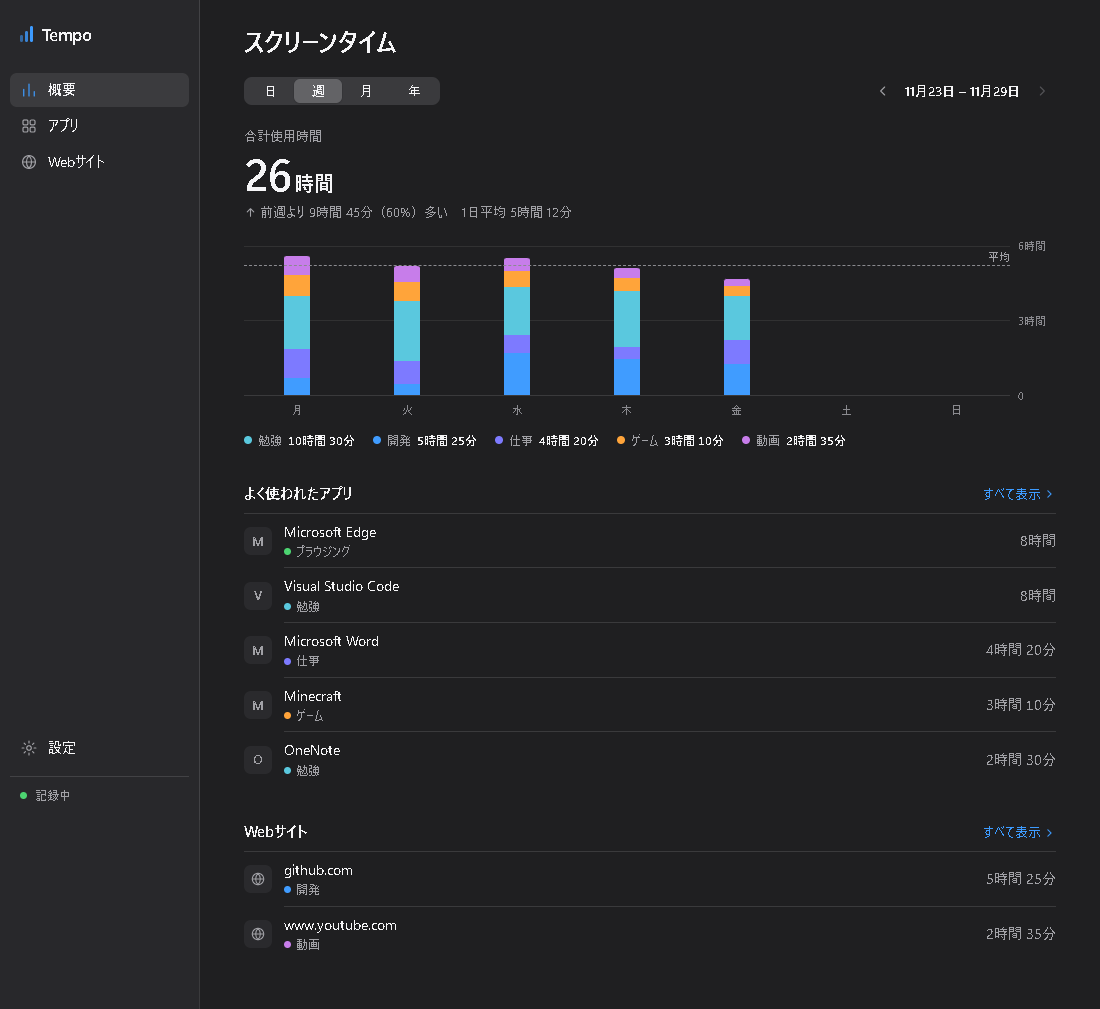 Tempo
概要
アプリ
Webサイト
設定
記録中
スクリーンタイム
日 週 月 年
11月23日 – 11月29日
合計使用時間
26時間
↑ 前週より 9時間 45分（60%）多い 1日平均 5時間 12分
6時間
平均
3時間
0
月 火 水 木 金 土 日
勉強 10時間 30分 開発 5時間 25分 仕事 4時間 20分 ゲーム 3時間 10分 動画 2時間 35分
よく使われたアプリ すべて表示
M
Microsoft Edge
ブラウジング
8時間
V
Visual Studio Code
勉強
8時間
M
Microsoft Word
仕事
4時間 20分
M
Minecraft
ゲーム
3時間 10分
O
OneNote
勉強
2時間 30分
Webサイト すべて表示
github.com
開発
5時間 25分
www.youtube.com
動画
2時間 35分